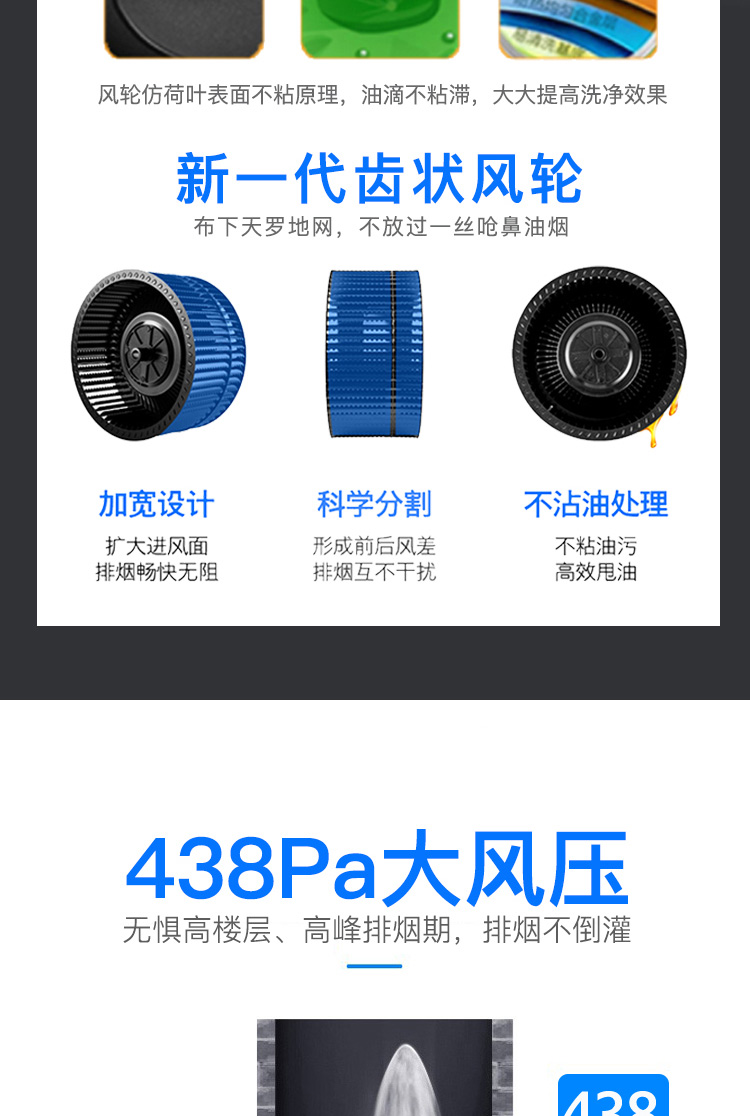 风轮仿荷叶表面不粘原理，油滴不粘滞，大大提高洗净效果
新一代齿状风轮
布下天罗地网，不放过一丝呛鼻油烟
加宽设计
科学分割
不沾油处理
扩大进风面
排烟畅快无阻
形成前后风差
排烟互不干扰
不粘油污
高效甩油
438Pa大风压
无惧高楼层、高峰排烟期，排烟不倒灌
438